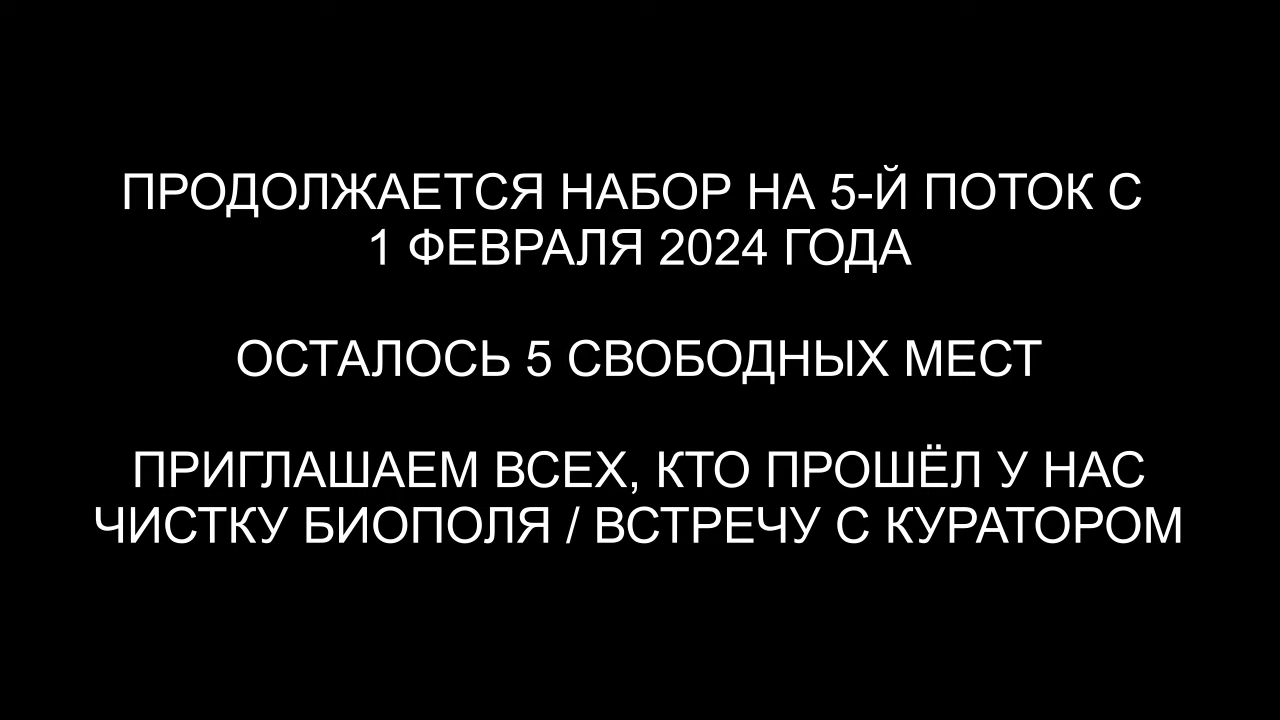 ПРОДОЛЖАЕТСЯ НАБОР НА 5-Й ПОТОК С
1 ФЕВРАЛЯ 2024 ГОДА
ОСТАЛОСЬ 5 СВОБОДНЫХ МЕСТ
ПРИГЛАШАЕМ ВСЕХ, КТО ПРОШЁЛ У НАС
ЧИСТКУ БИОПОЛЯ / ВСТРЕЧУ С КУРАТОРОМ